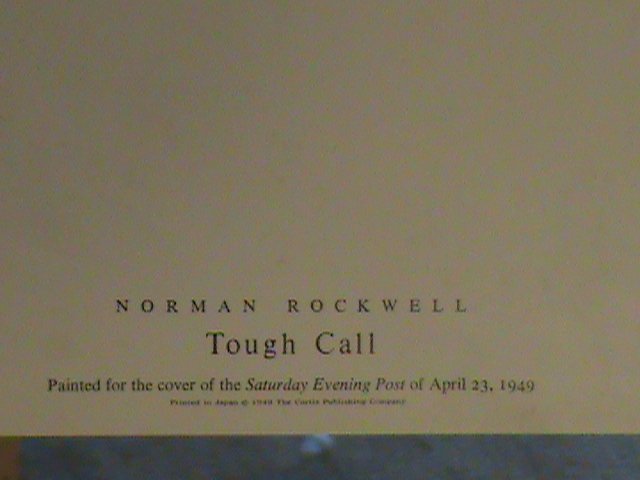 NORMAN ROCKWELL
Tough Call
Painted for the cover of the Saturday Evening Post of April 23, 1949
Printed in Japan © 1949 The Curtis Publishing Company